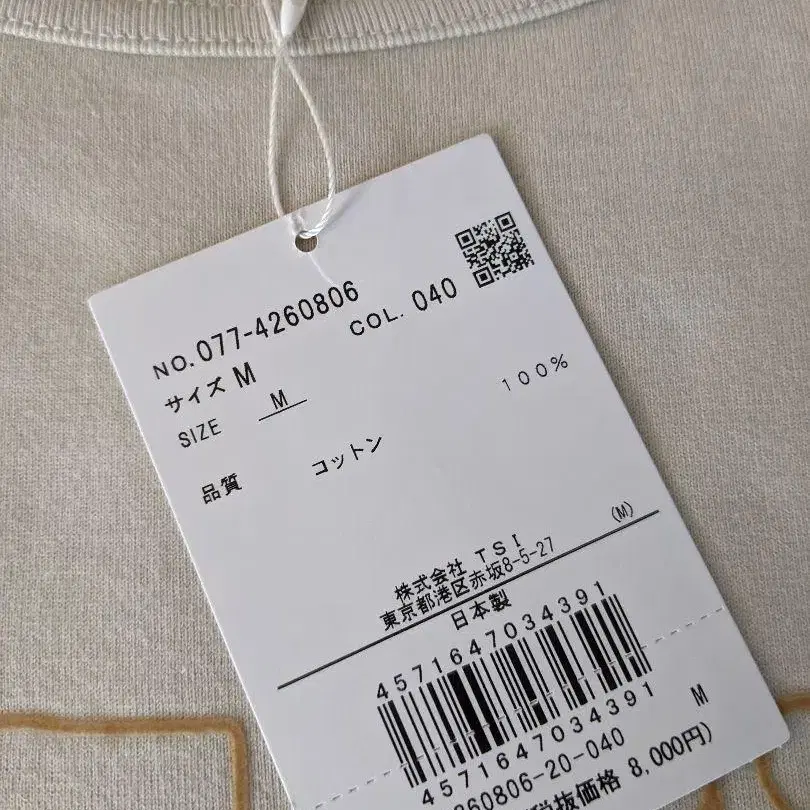 NO. 077-4260806
COL. 040
サイズ M
SIZE M
品質 コットン 100%
(M)
株式会社 TSI
東京都港区赤坂8-5-27
日本製
4571647034391
4571647034391
260806-20-040 M
税抜価格 8,000円)